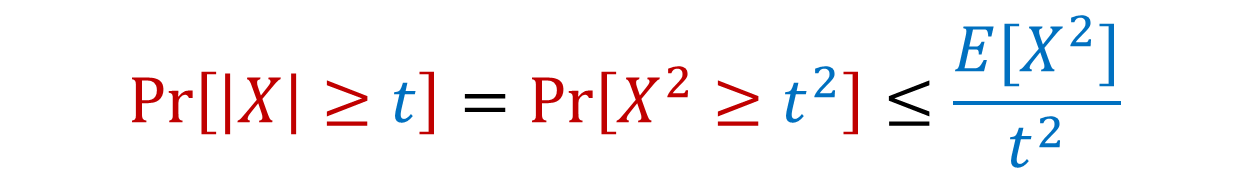 Pr[|X| ≥ t] = Pr[X² ≥ t²] ≤ E[X²] / t²